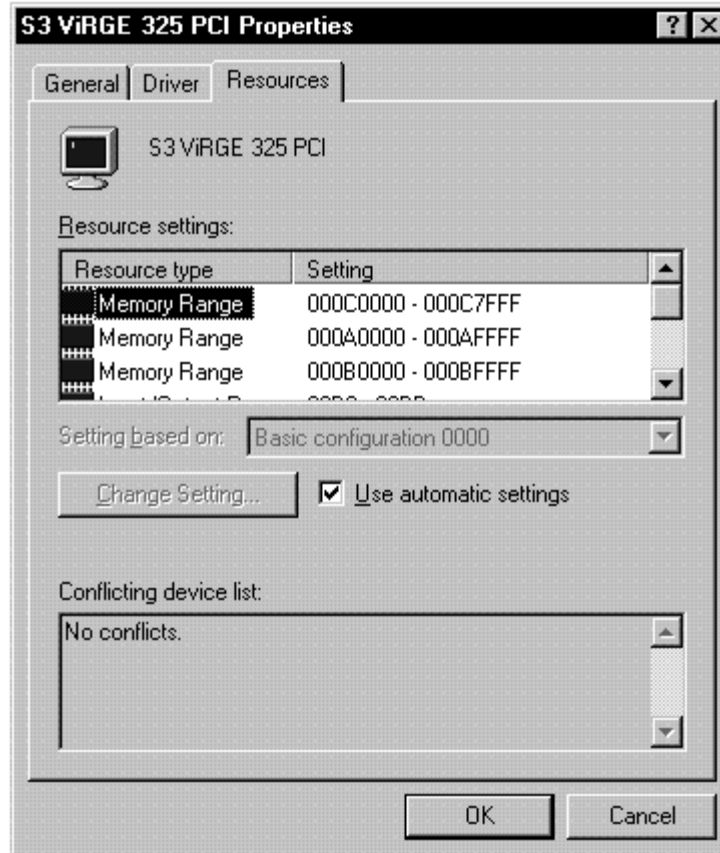 S3 ViRGE 325 PCI Properties
General Driver Resources
S3 ViRGE 325 PCI
Resource settings:
Resource type Setting
Memory Range 000C0000 - 000C7FFF
Memory Range 000A0000 - 000AFFFF
Memory Range 000B0000 - 000BFFFF
Setting based on: Basic configuration 0000
Change Setting... Use automatic settings
Conflicting device list:
No conflicts.
OK Cancel